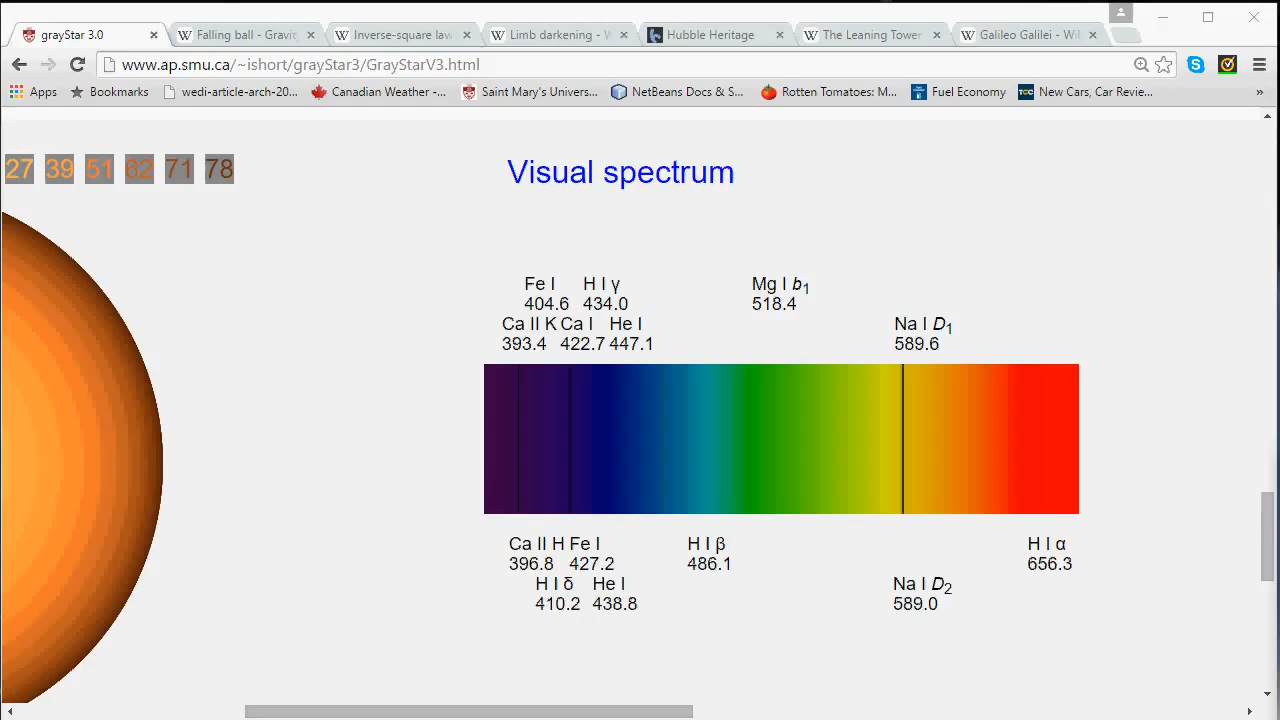 grayStar 3.0
Falling ball - Gravit
Inverse-square law
Limb darkening - W
Hubble Heritage
The Leaning Tower
Galileo Galilei - Wi
www.ap.smu.ca/~ishort/grayStar3/GrayStarV3.html
Apps Bookmarks wedi-article-arch-20... Canadian Weather -... Saint Mary's Univers... NetBeans Docs & S... Rotten Tomatoes: M... Fuel Economy New Cars, Car Revie... »
27 39 51 62 71 78
Visual spectrum
Fe I H I γ Mg I b1
404.6 434.0 518.4
Ca II K Ca I He I Na I D1
393.4 422.7 447.1 589.6
Ca II H Fe I H I β H I α
396.8 427.2 486.1 656.3
H I δ He I Na I D2
410.2 438.8 589.0